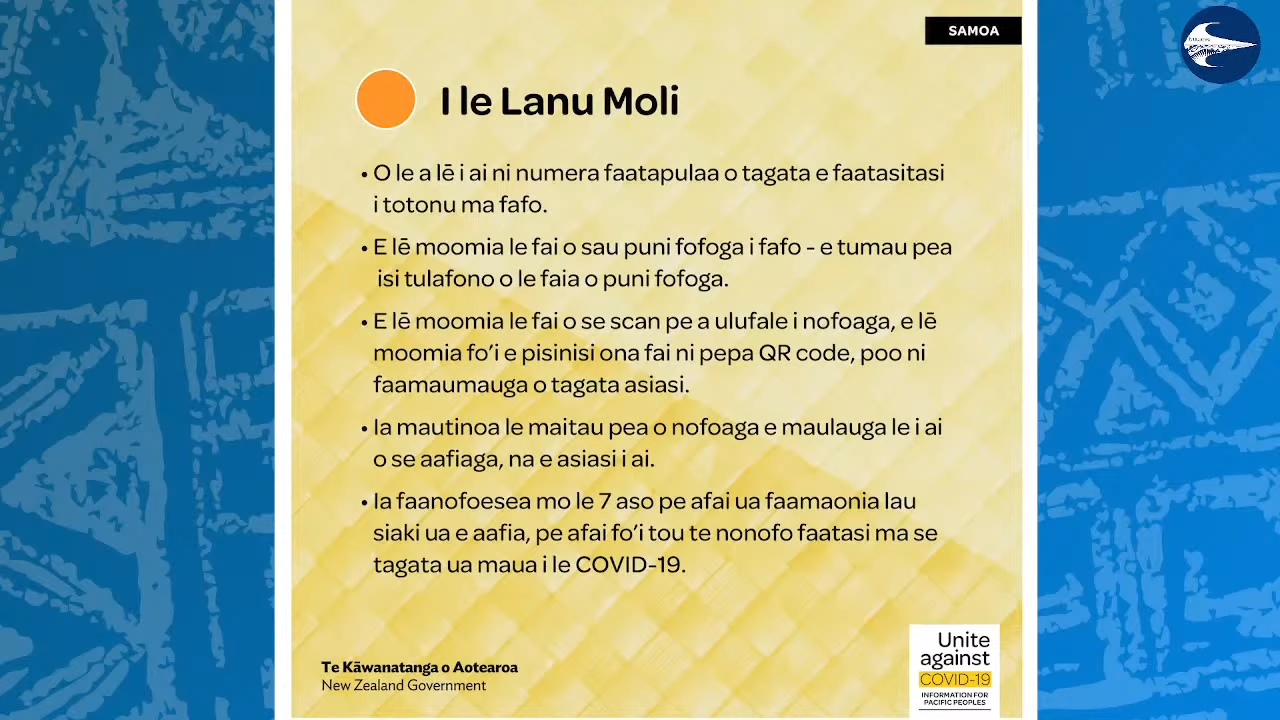 SAMOA
I le Lanu Moli
• O le a lē i ai ni numera faatapulaa o tagata e faatasitasi
i totonu ma fafo.
• E lē moomia le fai o sau puni fofoga i fafo - e tumau pea
isi tulafono o le faia o puni fofoga.
• E lē moomia le fai o se scan pe a ulufale i nofoaga, e lē
moomia fo’i e pisinisi ona fai ni pepa QR code, poo ni
faamaumauga o tagata asiasi.
• Ia mautinoa le maitau pea o nofoaga e maulauga le i ai
o se aafiaga, na e asiasi i ai.
• Ia faanofoesea mo le 7 aso pe afai ua faamaonia lau
siaki ua e aafia, pe afai fo’i tou te nonofo faatasi ma se
tagata ua maua i le COVID-19.
Te Kāwanatanga o Aotearoa
New Zealand Government
Unite
against
COVID-19
INFORMATION FOR
PACIFIC PEOPLES